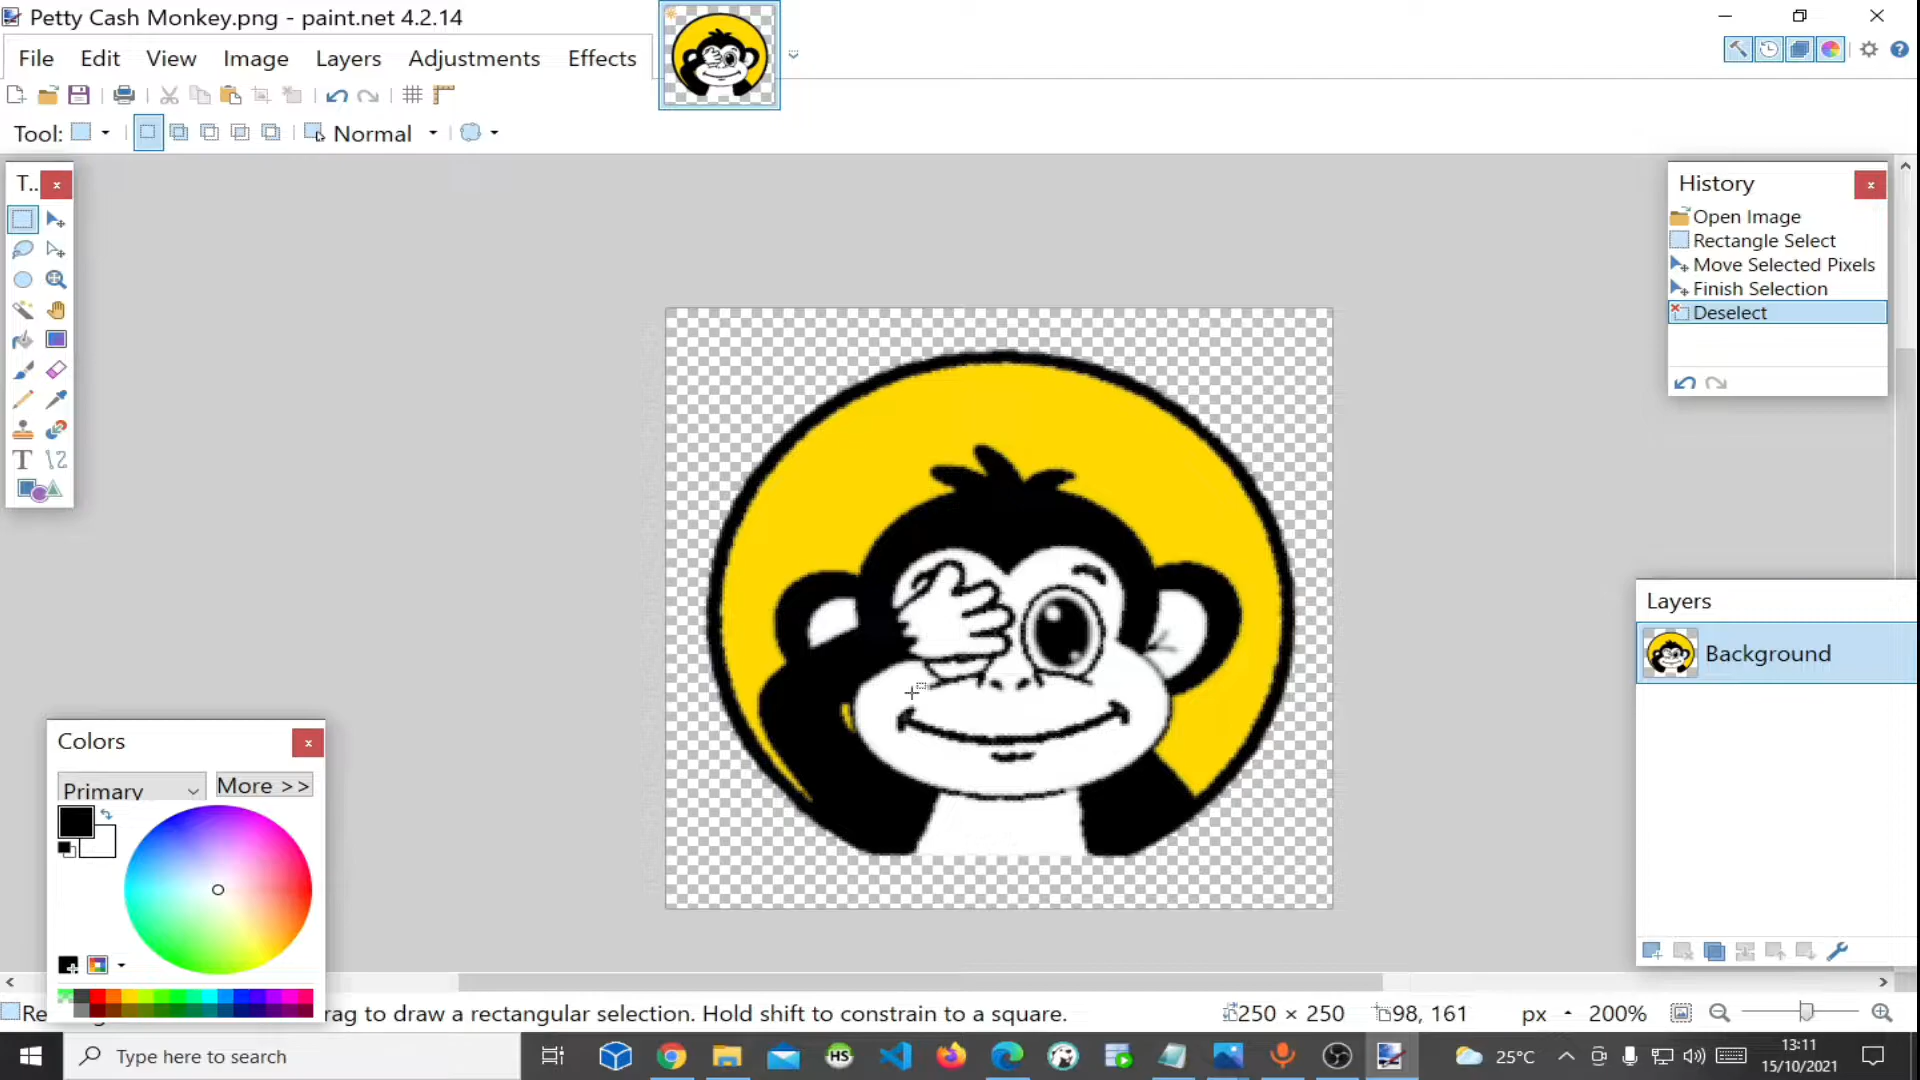 Petty Cash Monkey.png - paint.net 4.2.14
File Edit View Image Layers Adjustments Effects
Tool: Normal
T..
History
Open Image
Rectangle Select
Move Selected Pixels
Finish Selection
Deselect
Layers
Background
Colors
Primary
More >>
Re
rag to draw a rectangular selection. Hold shift to constrain to a square.
250 × 250
98, 161
px
200%
Type here to search
HS
25°C
13:11
15/10/2021